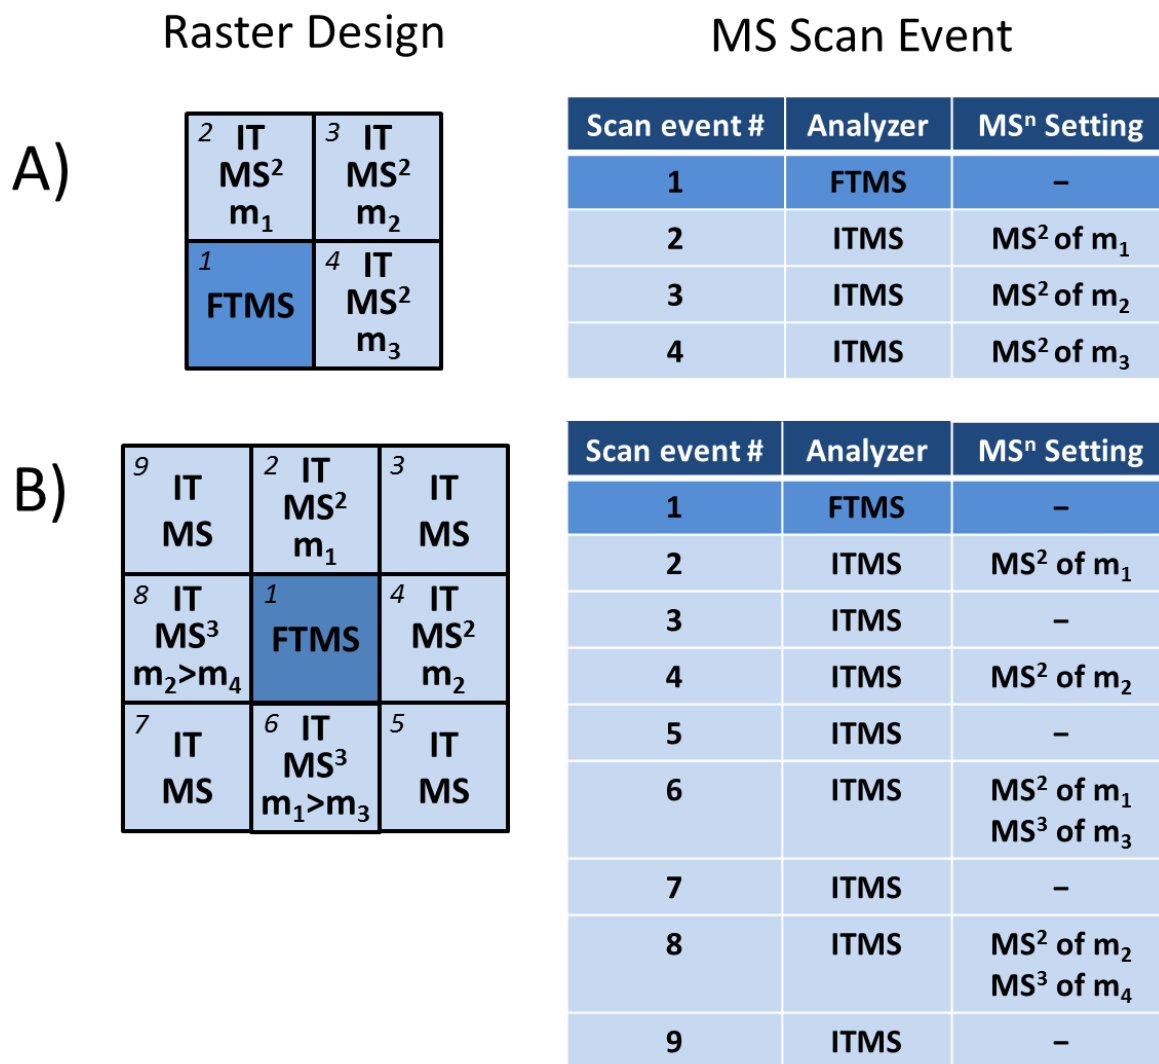 Raster Design
MS Scan Event
A)
2 IT
MS²
m₁
3 IT
MS²
m₂
1
FTMS
4 IT
MS²
m₃
Scan event # Analyzer MSⁿ Setting
1 FTMS –
2 ITMS MS² of m₁
3 ITMS MS² of m₂
4 ITMS MS² of m₃
B)
9 IT
MS
2 IT
MS²
m₁
3 IT
MS
8 IT
MS³
m₂>m₄
1
FTMS
4 IT
MS²
m₂
7 IT
MS
6 IT
MS³
m₁>m₃
5 IT
MS
Scan event # Analyzer MSⁿ Setting
1 FTMS –
2 ITMS MS² of m₁
3 ITMS –
4 ITMS MS² of m₂
5 ITMS –
6 ITMS MS² of m₁
MS³ of m₃
7 ITMS –
8 ITMS MS² of m₂
MS³ of m₄
9 ITMS –